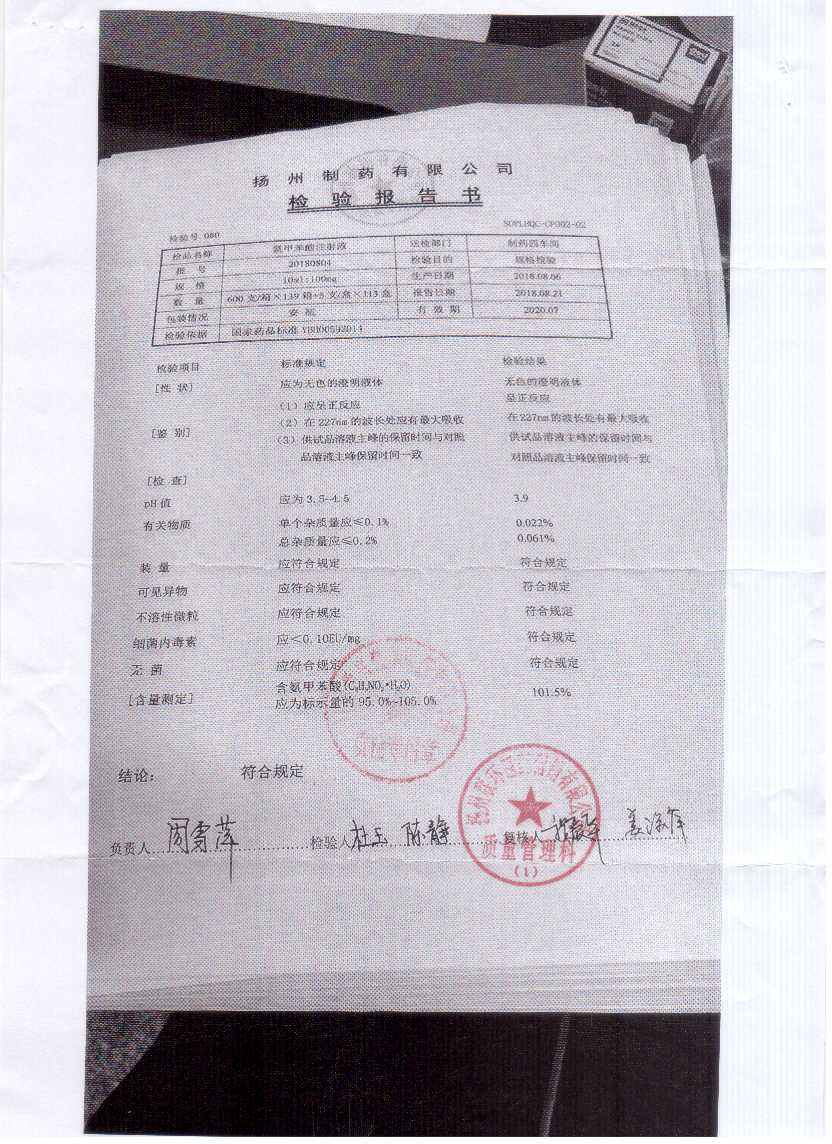 扬州制药有限公司
检验报告书
检验号 080 SOPLHQC-CP002-02
检品名称 氨甲苯酸注射液 送检部门 制药四车间
批 号 20180804 检验目的 规格检验
规 格 10ml:100mg 生产日期 2018.08.06
数 量 600支/箱×139箱+5支/盒×113盒 报告日期 2018.08.21
包装情况 安瓿 有 效 期 2020.07
检验依据 国家药品标准 YBH00592014
检验项目 标准规定 检验结果
[性 状] 应为无色的澄明液体 无色的澄明液体
(1) 应呈正反应 呈正反应
[鉴 别] (2) 在227nm的波长处应有最大吸收 在227nm的波长处有最大吸收
(3) 供试品溶液主峰的保留时间与对照 供试品溶液主峰的保留时间与
品溶液主峰保留时间一致 对照品溶液主峰保留时间一致
[检 查]
pH值 应为 3.5-4.5 3.9
有关物质 单个杂质量应≤0.1% 0.022%
总杂质量应≤0.2% 0.061%
装 量 应符合规定 符合规定
可见异物 应符合规定 符合规定
不溶性微粒 应符合规定 符合规定
细菌内毒素 应<0.10EU/mg 符合规定
无 菌 应符合规定 符合规定
[含量测定] 含氨甲苯酸(C₈H₉NO₂·H₂O) 101.5%
应为标示量的 95.0%~105.0%
结论: 符合规定
负责人 检验人 杜玉 陈静 复核人
质量管理科
(1)